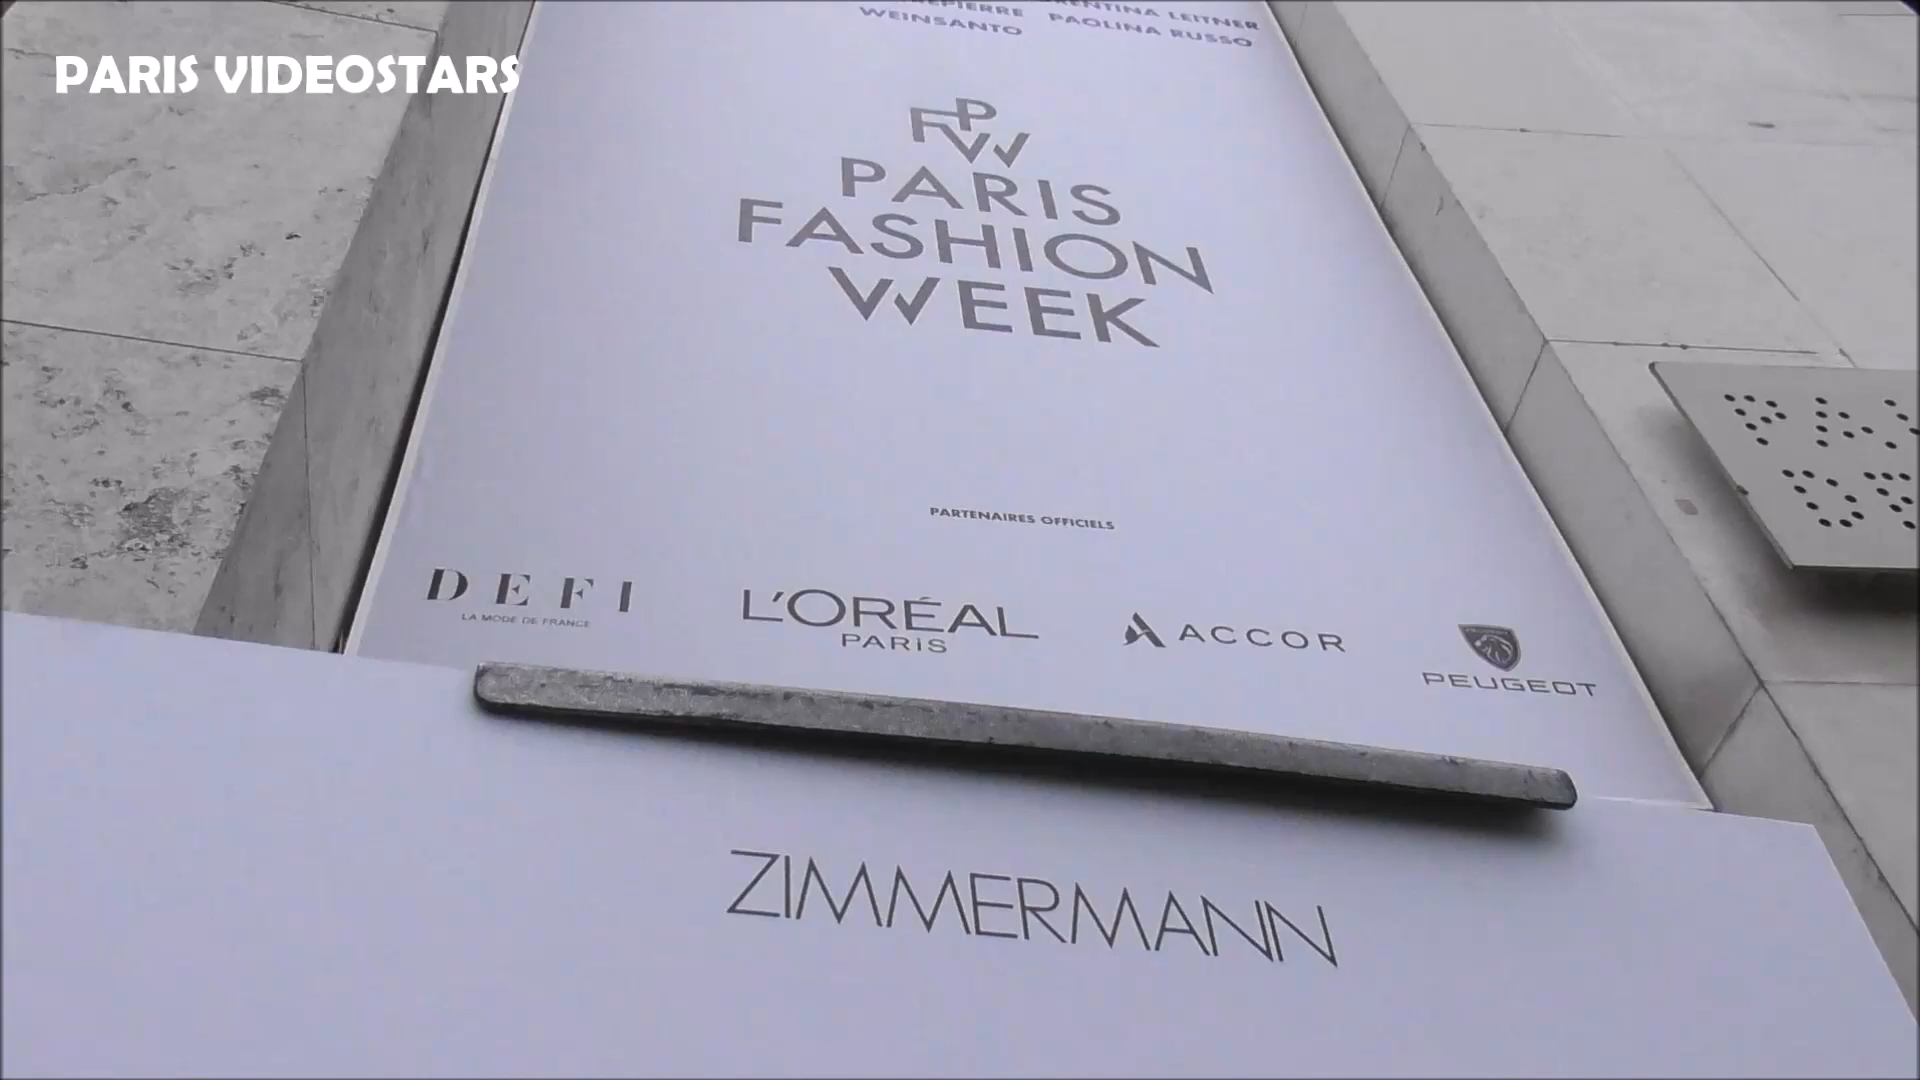 PARIS VIDEOSTARS
WEINSANTO
LEITNER
PAOLINA RUSSO
PFW
PARIS
FASHION
WEEK
PARTENAIRES OFFICIELS
DEFI
LA MODE DE FRANCE
L'ORÉAL
PARIS
ACCOR
PEUGEOT
ZIMMERMANN